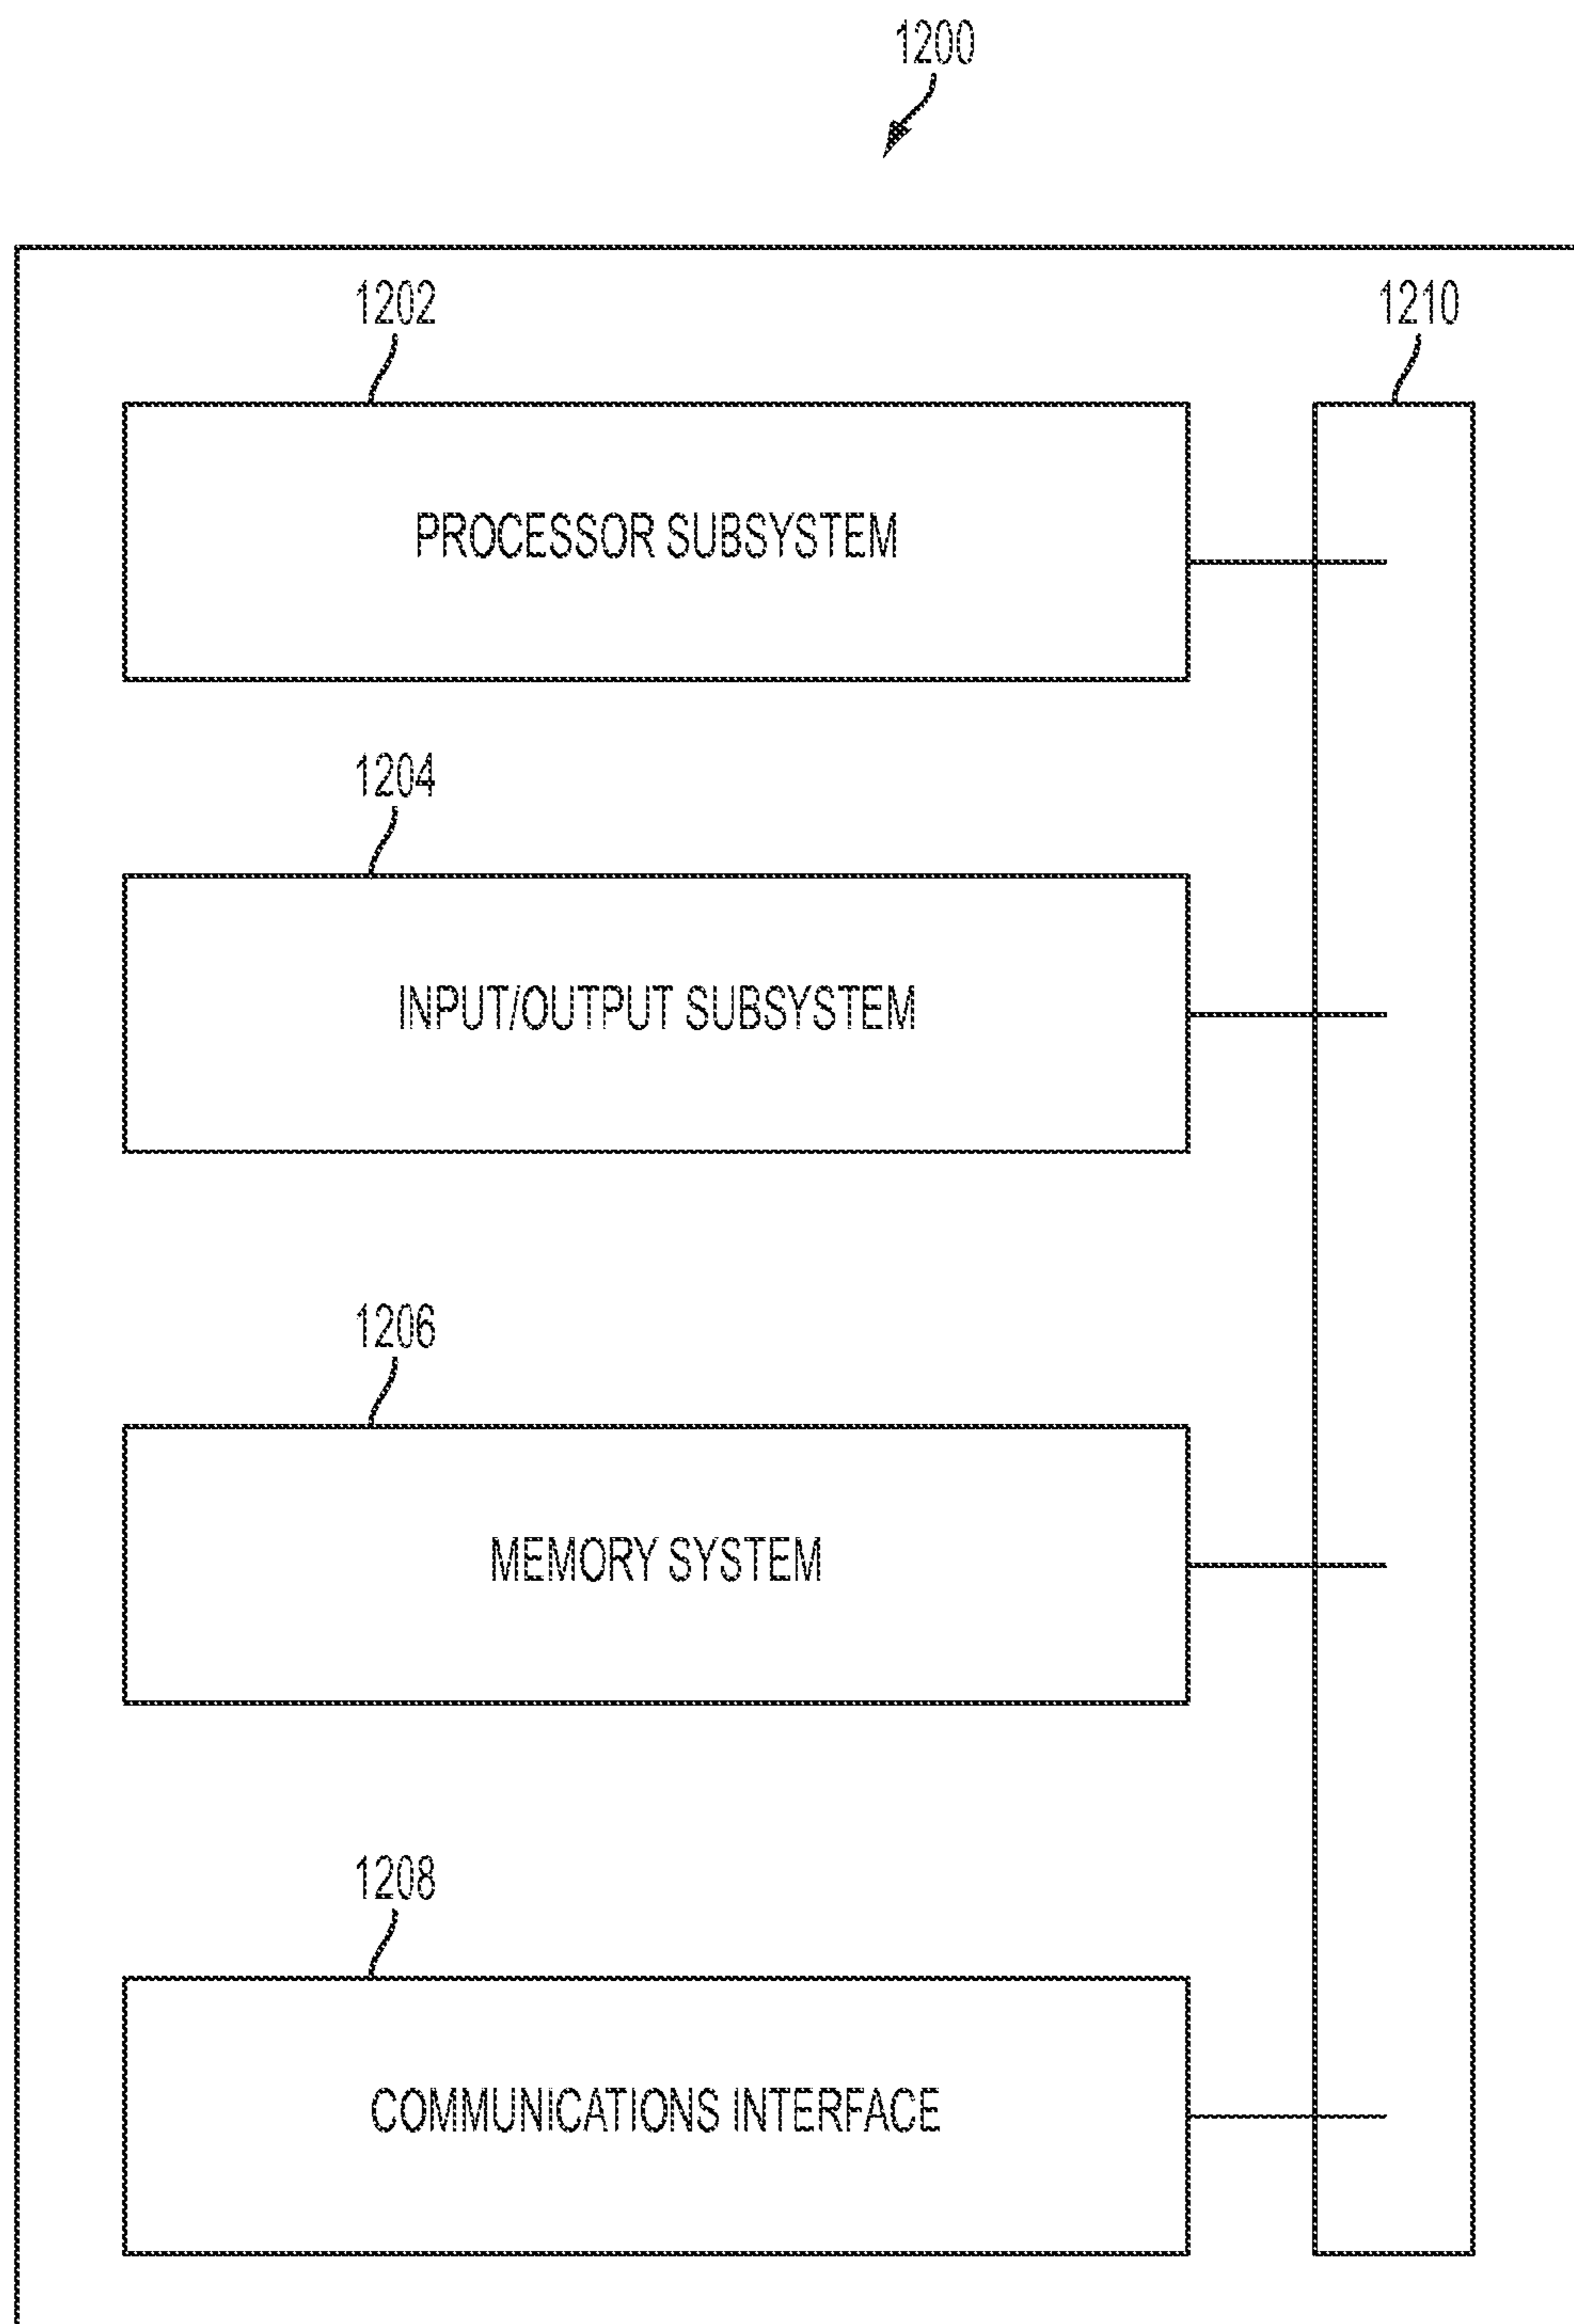 1200
1202
1210
PROCESSOR SUBSYSTEM
1204
INPUT/OUTPUT SUBSYSTEM
1206
MEMORY SYSTEM
1208
COMMUNICATIONS INTERFACE